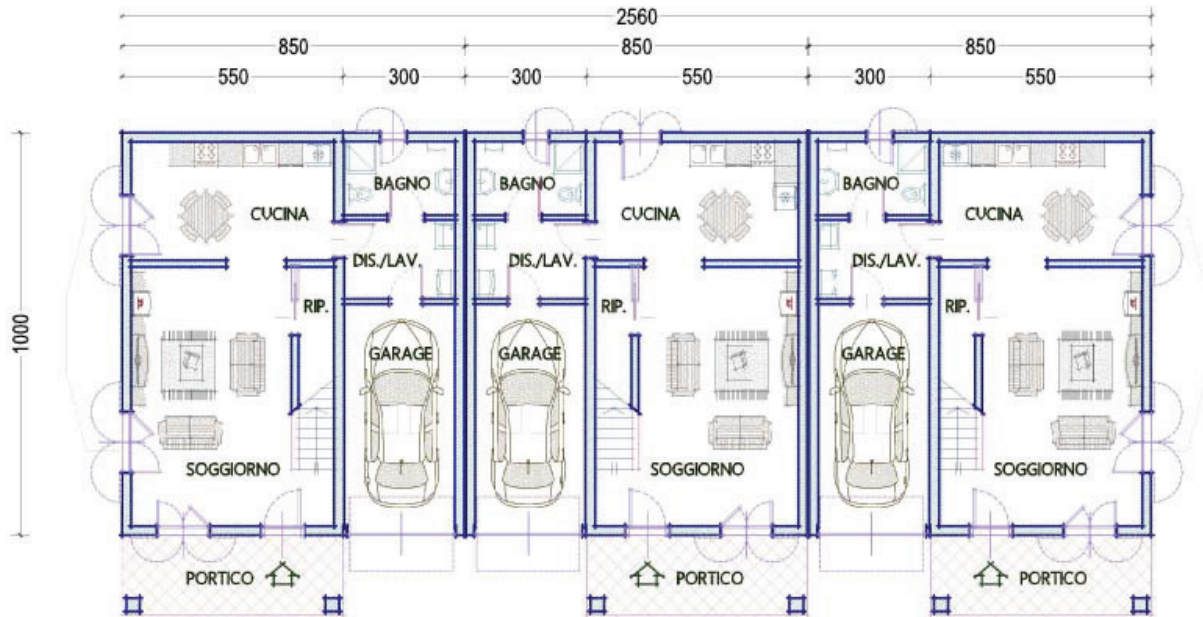 2560
850 850 850
550 300 300 550 300 550
1000
BAGNO BAGNO BAGNO
CUCINA CUCINA CUCINA
DIS./LAV. DIS./LAV. DIS./LAV.
RIP. RIP. RIP.
GARAGE GARAGE GARAGE
SOGGIORNO SOGGIORNO SOGGIORNO
PORTICO PORTICO PORTICO